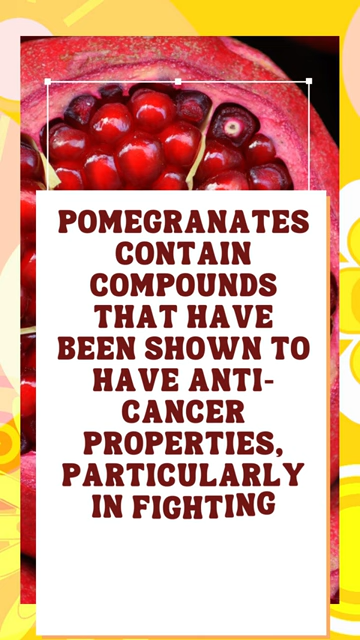 POMEGRANATES
CONTAIN
COMPOUNDS
THAT HAVE
BEEN SHOWN TO
HAVE ANTI-
CANCER
PROPERTIES,
PARTICULARLY
IN FIGHTING